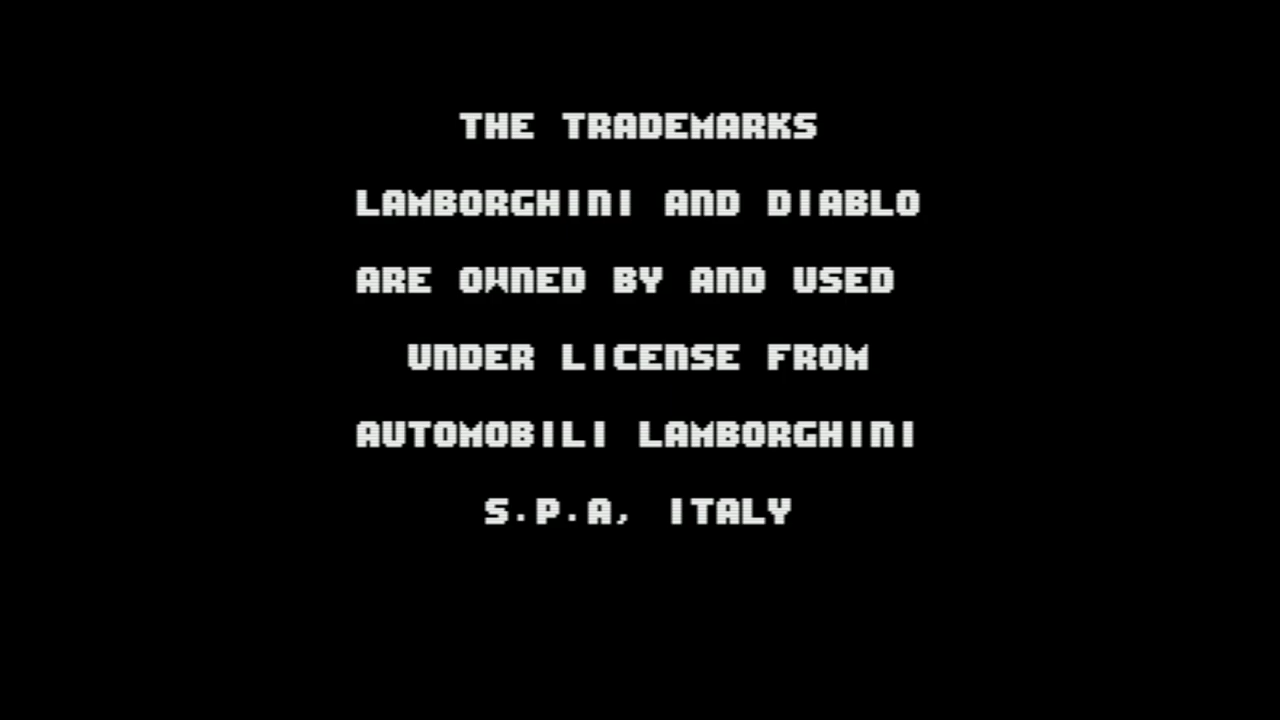 THE TRADEMARKS
LAMBORGHINI AND DIABLO
ARE OWNED BY AND USED
UNDER LICENSE FROM
AUTOMOBILI LAMBORGHINI
S.P.A, ITALY